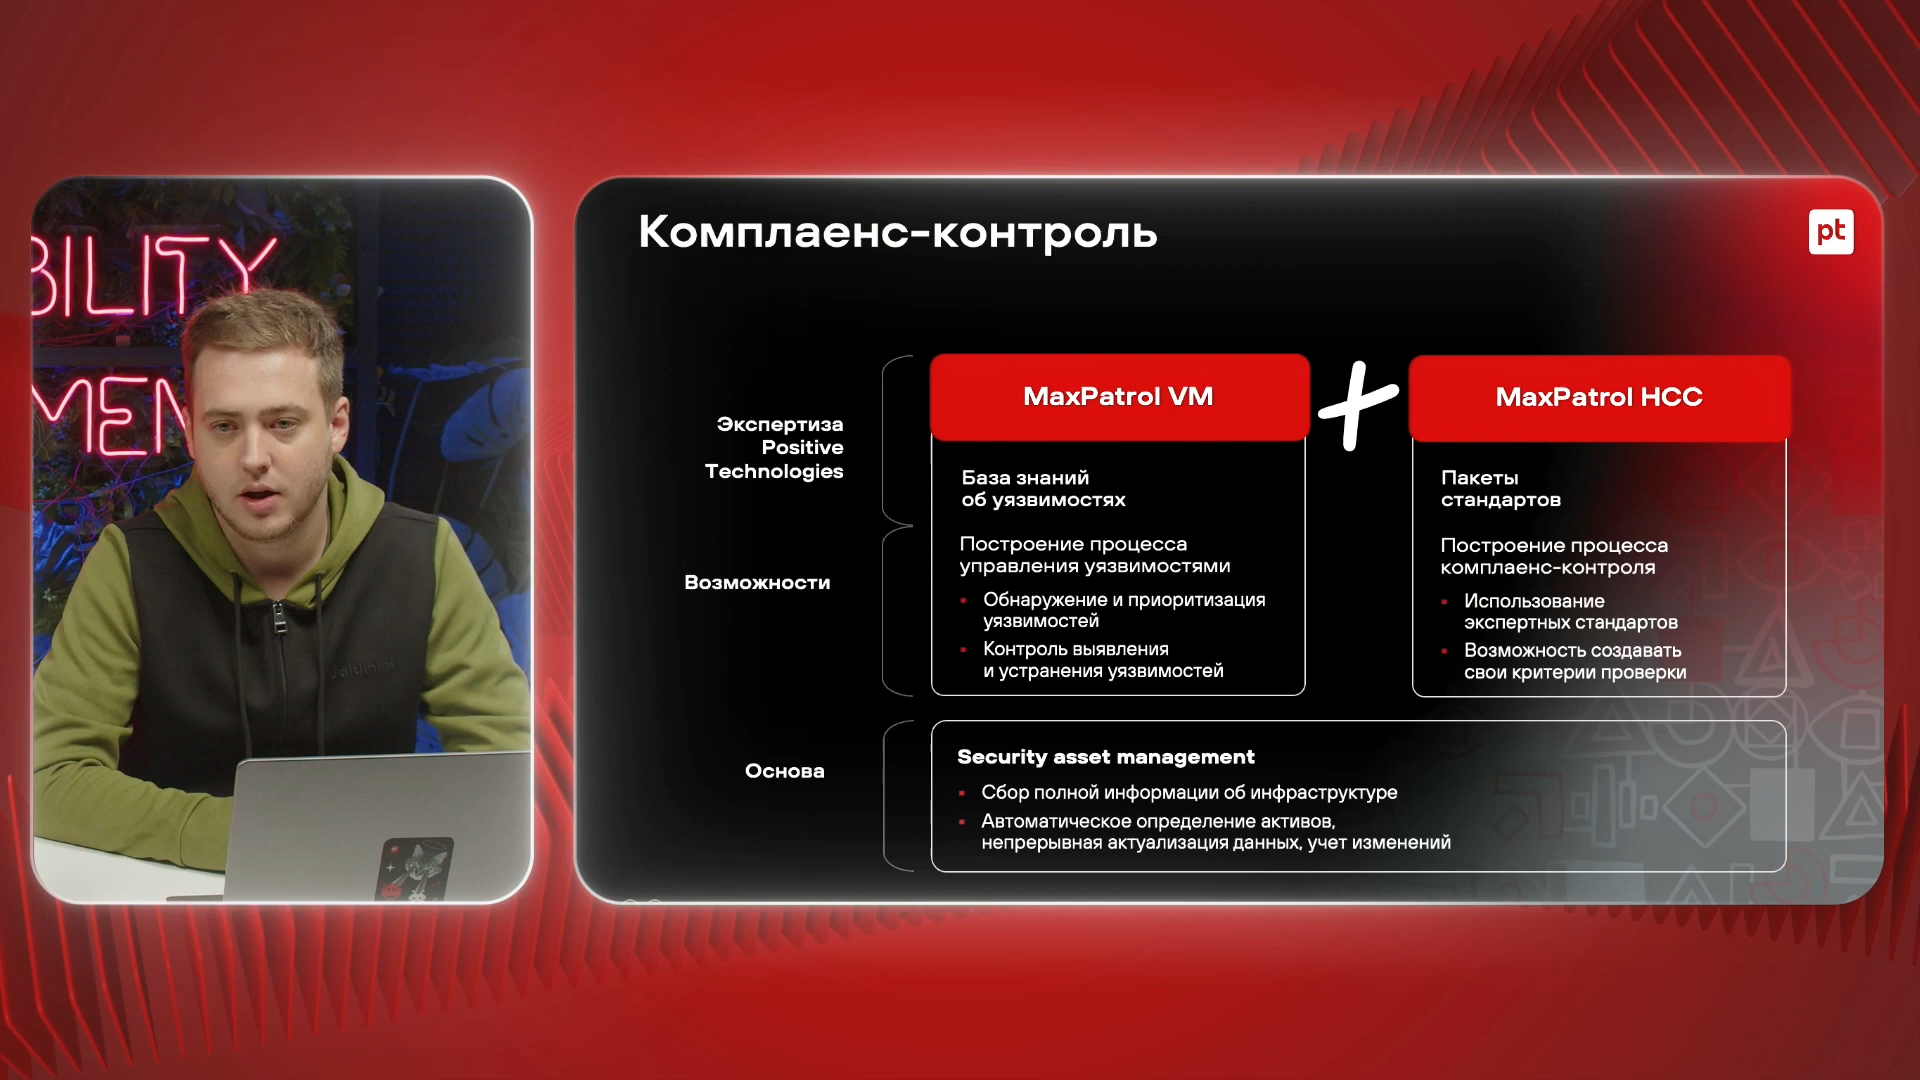 BILITY
MEN
Комплаенс-контроль
pt
Экспертиза
Positive
Technologies
MaxPatrol VM
База знаний
об уязвимостях
MaxPatrol HCC
Пакеты
стандартов
Возможности
Построение процесса
управления уязвимостями
▪ Обнаружение и приоритизация
уязвимостей
▪ Контроль выявления
и устранения уязвимостей
Построение процесса
комплаенс-контроля
▪ Использование
экспертных стандартов
▪ Возможность создавать
свои критерии проверки
Основа
Security asset management
▪ Сбор полной информации об инфраструктуре
▪ Автоматическое определение активов,
непрерывная актуализация данных, учет изменений